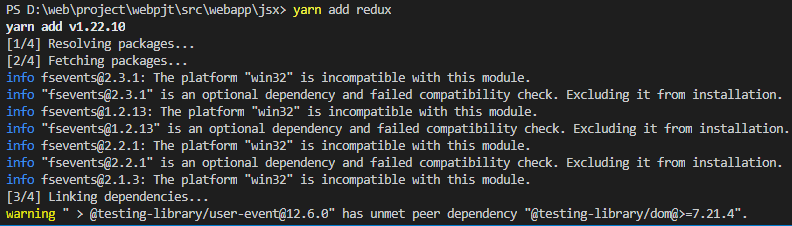 PS D:\web\project\webpjt\src\webapp\jsx> yarn add redux
yarn add v1.22.10
[1/4] Resolving packages...
[2/4] Fetching packages...
info fsevents@2.3.1: The platform "win32" is incompatible with this module.
info "fsevents@2.3.1" is an optional dependency and failed compatibility check. Excluding it from installation.
info fsevents@1.2.13: The platform "win32" is incompatible with this module.
info "fsevents@1.2.13" is an optional dependency and failed compatibility check. Excluding it from installation.
info fsevents@2.2.1: The platform "win32" is incompatible with this module.
info "fsevents@2.2.1" is an optional dependency and failed compatibility check. Excluding it from installation.
info fsevents@2.1.3: The platform "win32" is incompatible with this module.
[3/4] Linking dependencies...
warning " > @testing-library/user-event@12.6.0" has unmet peer dependency "@testing-library/dom@>=7.21.4".